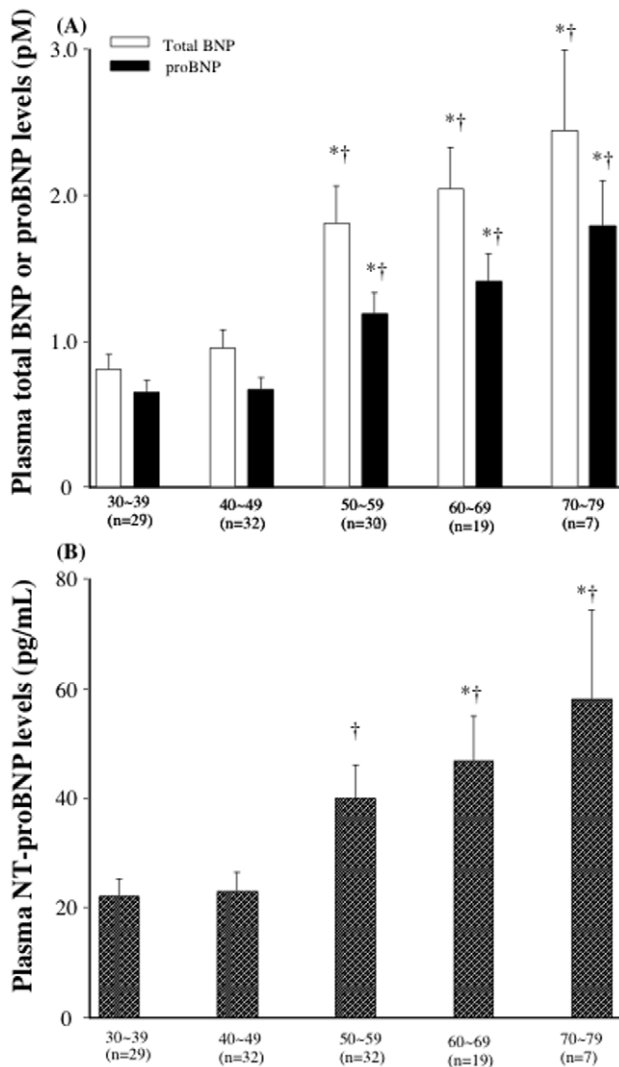 (A)
Plasma total BNP or proBNP levels (pM)
Total BNP
proBNP
3.0
2.0
1.0
0
*†
*†
*†
*†
*†
*†
30~39 40~49 50~59 60~69 70~79
(n=29) (n=32) (n=30) (n=19) (n=7)
(B)
Plasma NT-proBNP levels (pg/mL)
80
60
40
20
0
†
*†
*†
30~39 40~49 50~59 60~69 70~79
(n=29) (n=32) (n=32) (n=19) (n=7)